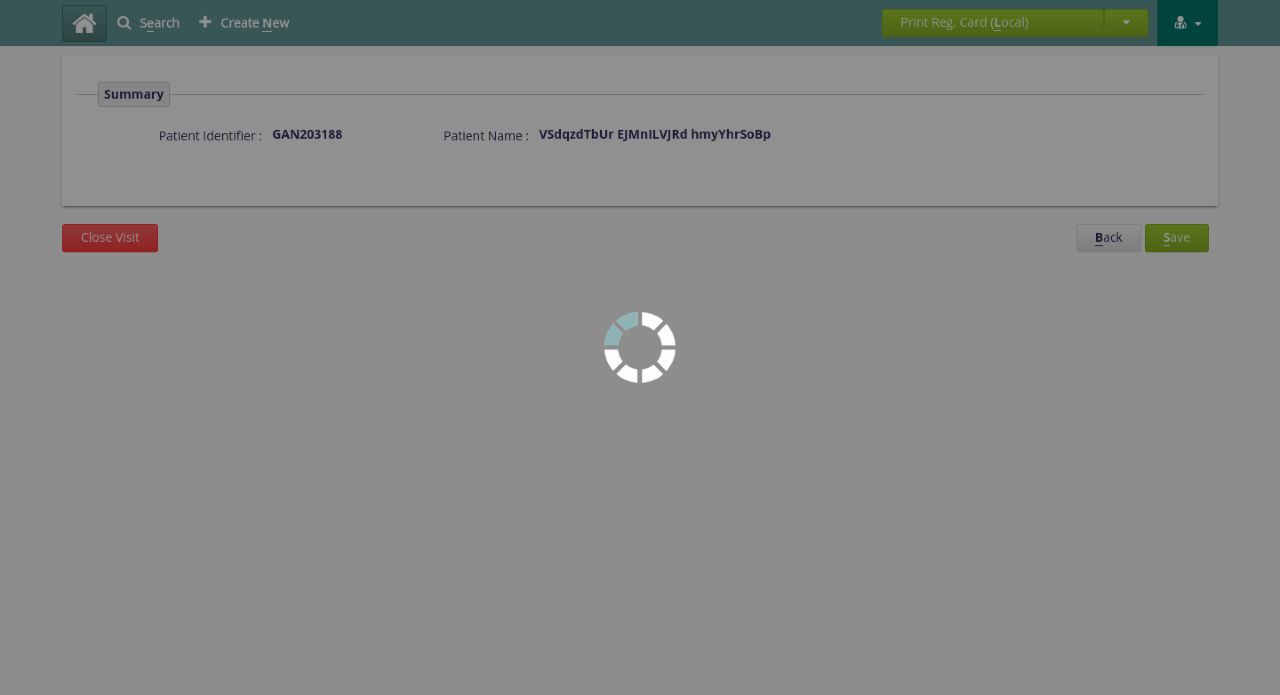 Search
Create New
Print Reg. Card (Local)
Summary
Patient Identifier : GAN203188
Patient Name : VSdqzdTbUr EJMnILVJRd hmyYhrSoBp
Close Visit
Back
Save